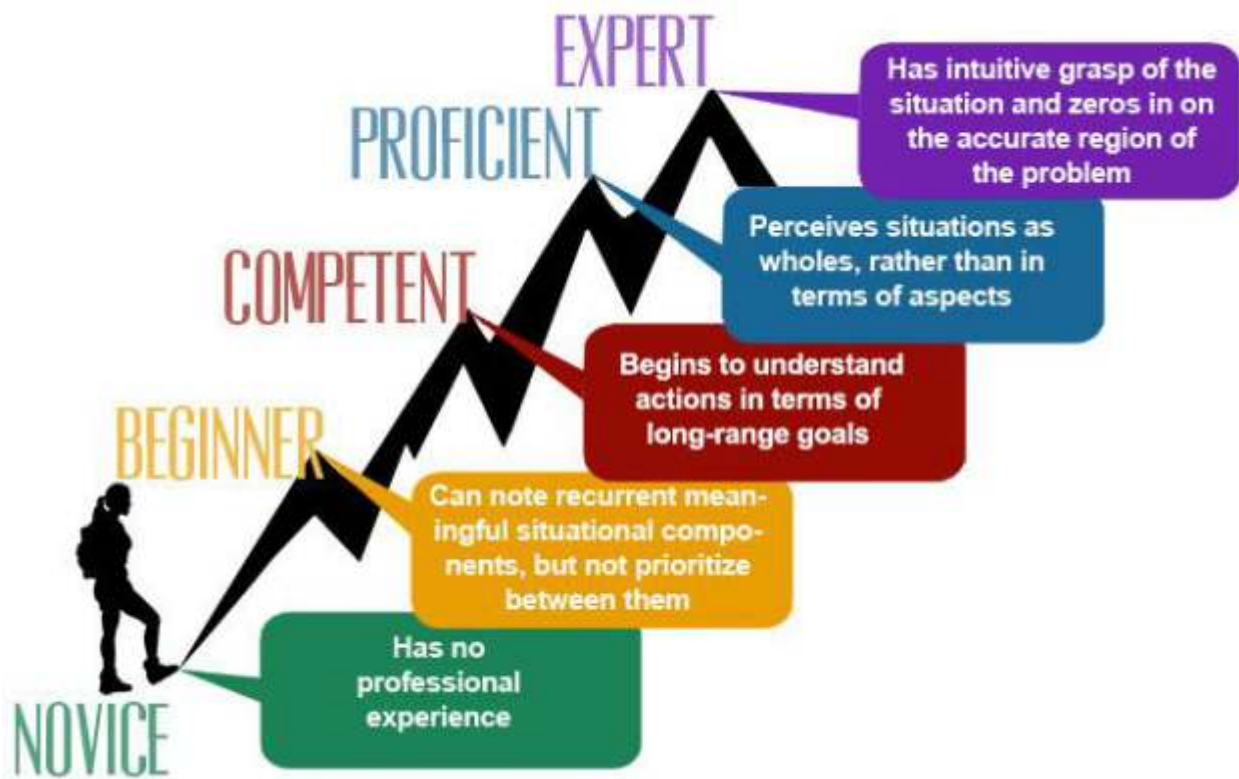 EXPERT
Has intuitive grasp of the
situation and zeros in on
the accurate region of
the problem
PROFICIENT
Perceives situations as
wholes, rather than in
terms of aspects
COMPETENT
Begins to understand
actions in terms of
long-range goals
BEGINNER
Can note recurrent mean-
ingful situational compo-
nents, but not prioritize
between them
NOVICE
Has no
professional
experience